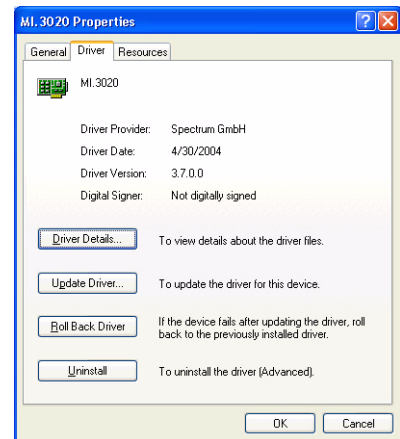 MI.3020 Properties
General Driver Resources
MI.3020
Driver Provider: Spectrum GmbH
Driver Date: 4/30/2004
Driver Version: 3.7.0.0
Digital Signer: Not digitally signed
Driver Details... To view details about the driver files.
Update Driver... To update the driver for this device.
Roll Back Driver If the device fails after updating the driver, roll
back to the previously installed driver.
Uninstall To uninstall the driver (Advanced).
OK Cancel